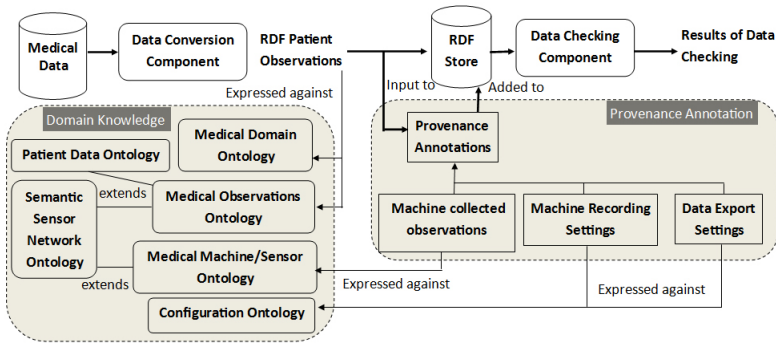 Medical
Data
Data Conversion
Component
RDF Patient
Observations
RDF
Store
Data Checking
Component
Results of Data
Checking
Expressed against
Input to
Added to
Domain Knowledge
Provenance Annotation
Medical Domain
Ontology
Patient Data Ontology
Provenance
Annotations
Semantic
Sensor
Network
Ontology
extends
Medical Observations
Ontology
Machine collected
observations
Machine Recording
Settings
Data Export
Settings
Medical Machine/Sensor
Ontology
extends
Expressed against
Expressed against
Configuration Ontology